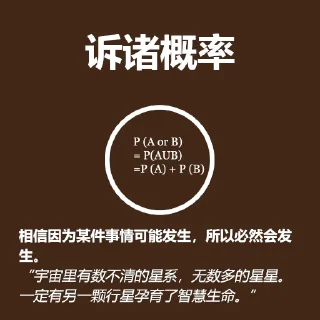 诉诸概率
P (A or B)
= P(AUB)
=P (A) + P (B)
相信因为某件事情可能发生，所以必然会发
生。
“宇宙里有数不清的星系，无数多的星星。
一定有另一颗行星孕育了智慧生命。“